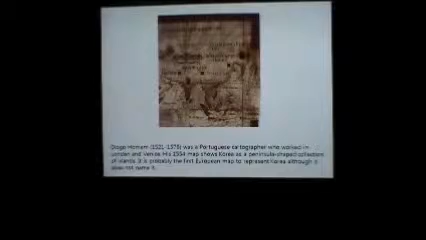 Diogo Homem (1521-1576) was a Portuguese cartographer who worked in
London and Venice. His 1554 map shows Korea as a peninsula-shaped collection
of islands. It is probably the first European map to represent Korea although it
does not name it.